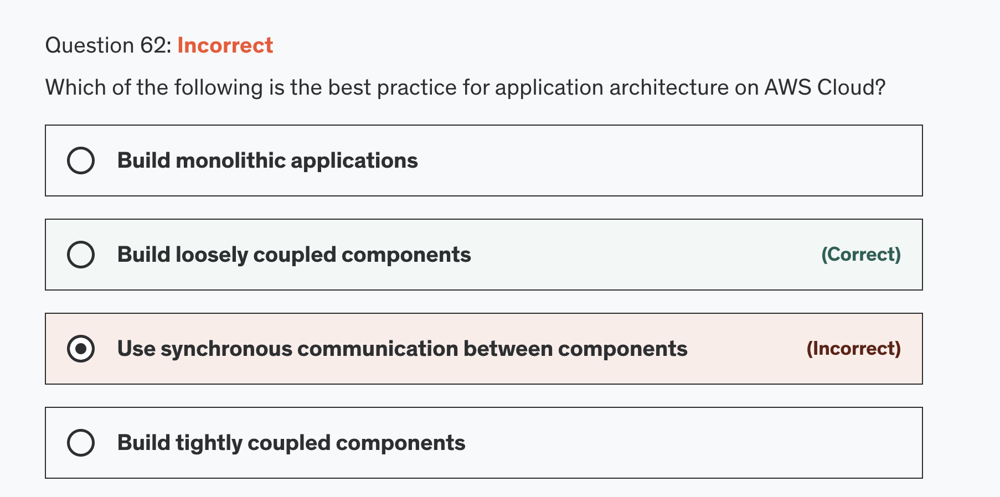 Question 62: Incorrect
Which of the following is the best practice for application architecture on AWS Cloud?
Build monolithic applications
Build loosely coupled components (Correct)
Use synchronous communication between components (Incorrect)
Build tightly coupled components